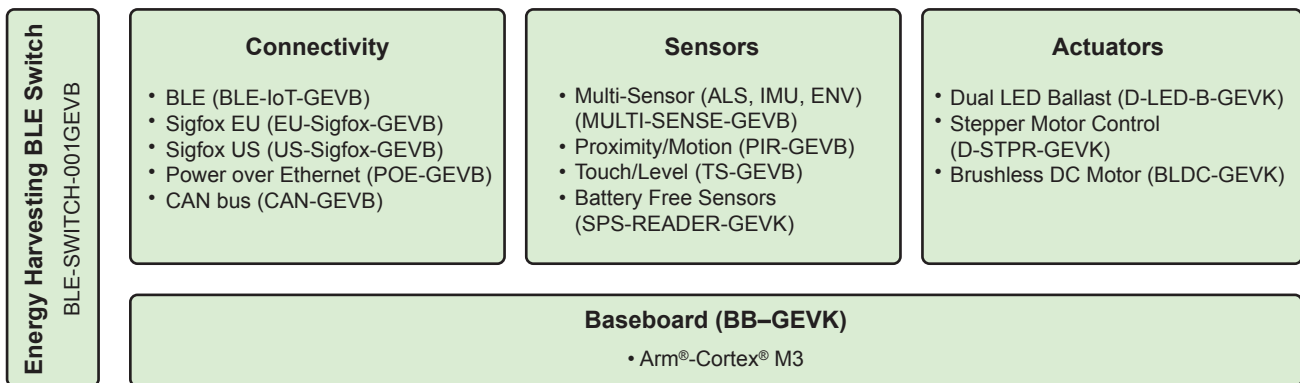 Energy Harvesting BLE Switch
BLE-SWITCH-001GEVB
Connectivity
• BLE (BLE-IoT-GEVB)
• Sigfox EU (EU-Sigfox-GEVB)
• Sigfox US (US-Sigfox-GEVB)
• Power over Ethernet (POE-GEVB)
• CAN bus (CAN-GEVB)
Sensors
• Multi-Sensor (ALS, IMU, ENV)
(MULTI-SENSE-GEVB)
• Proximity/Motion (PIR-GEVB)
• Touch/Level (TS-GEVB)
• Battery Free Sensors
(SPS-READER-GEVK)
Actuators
• Dual LED Ballast (D-LED-B-GEVK)
• Stepper Motor Control
(D-STPR-GEVK)
• Brushless DC Motor (BLDC-GEVK)
Baseboard (BB–GEVK)
• Arm®-Cortex® M3